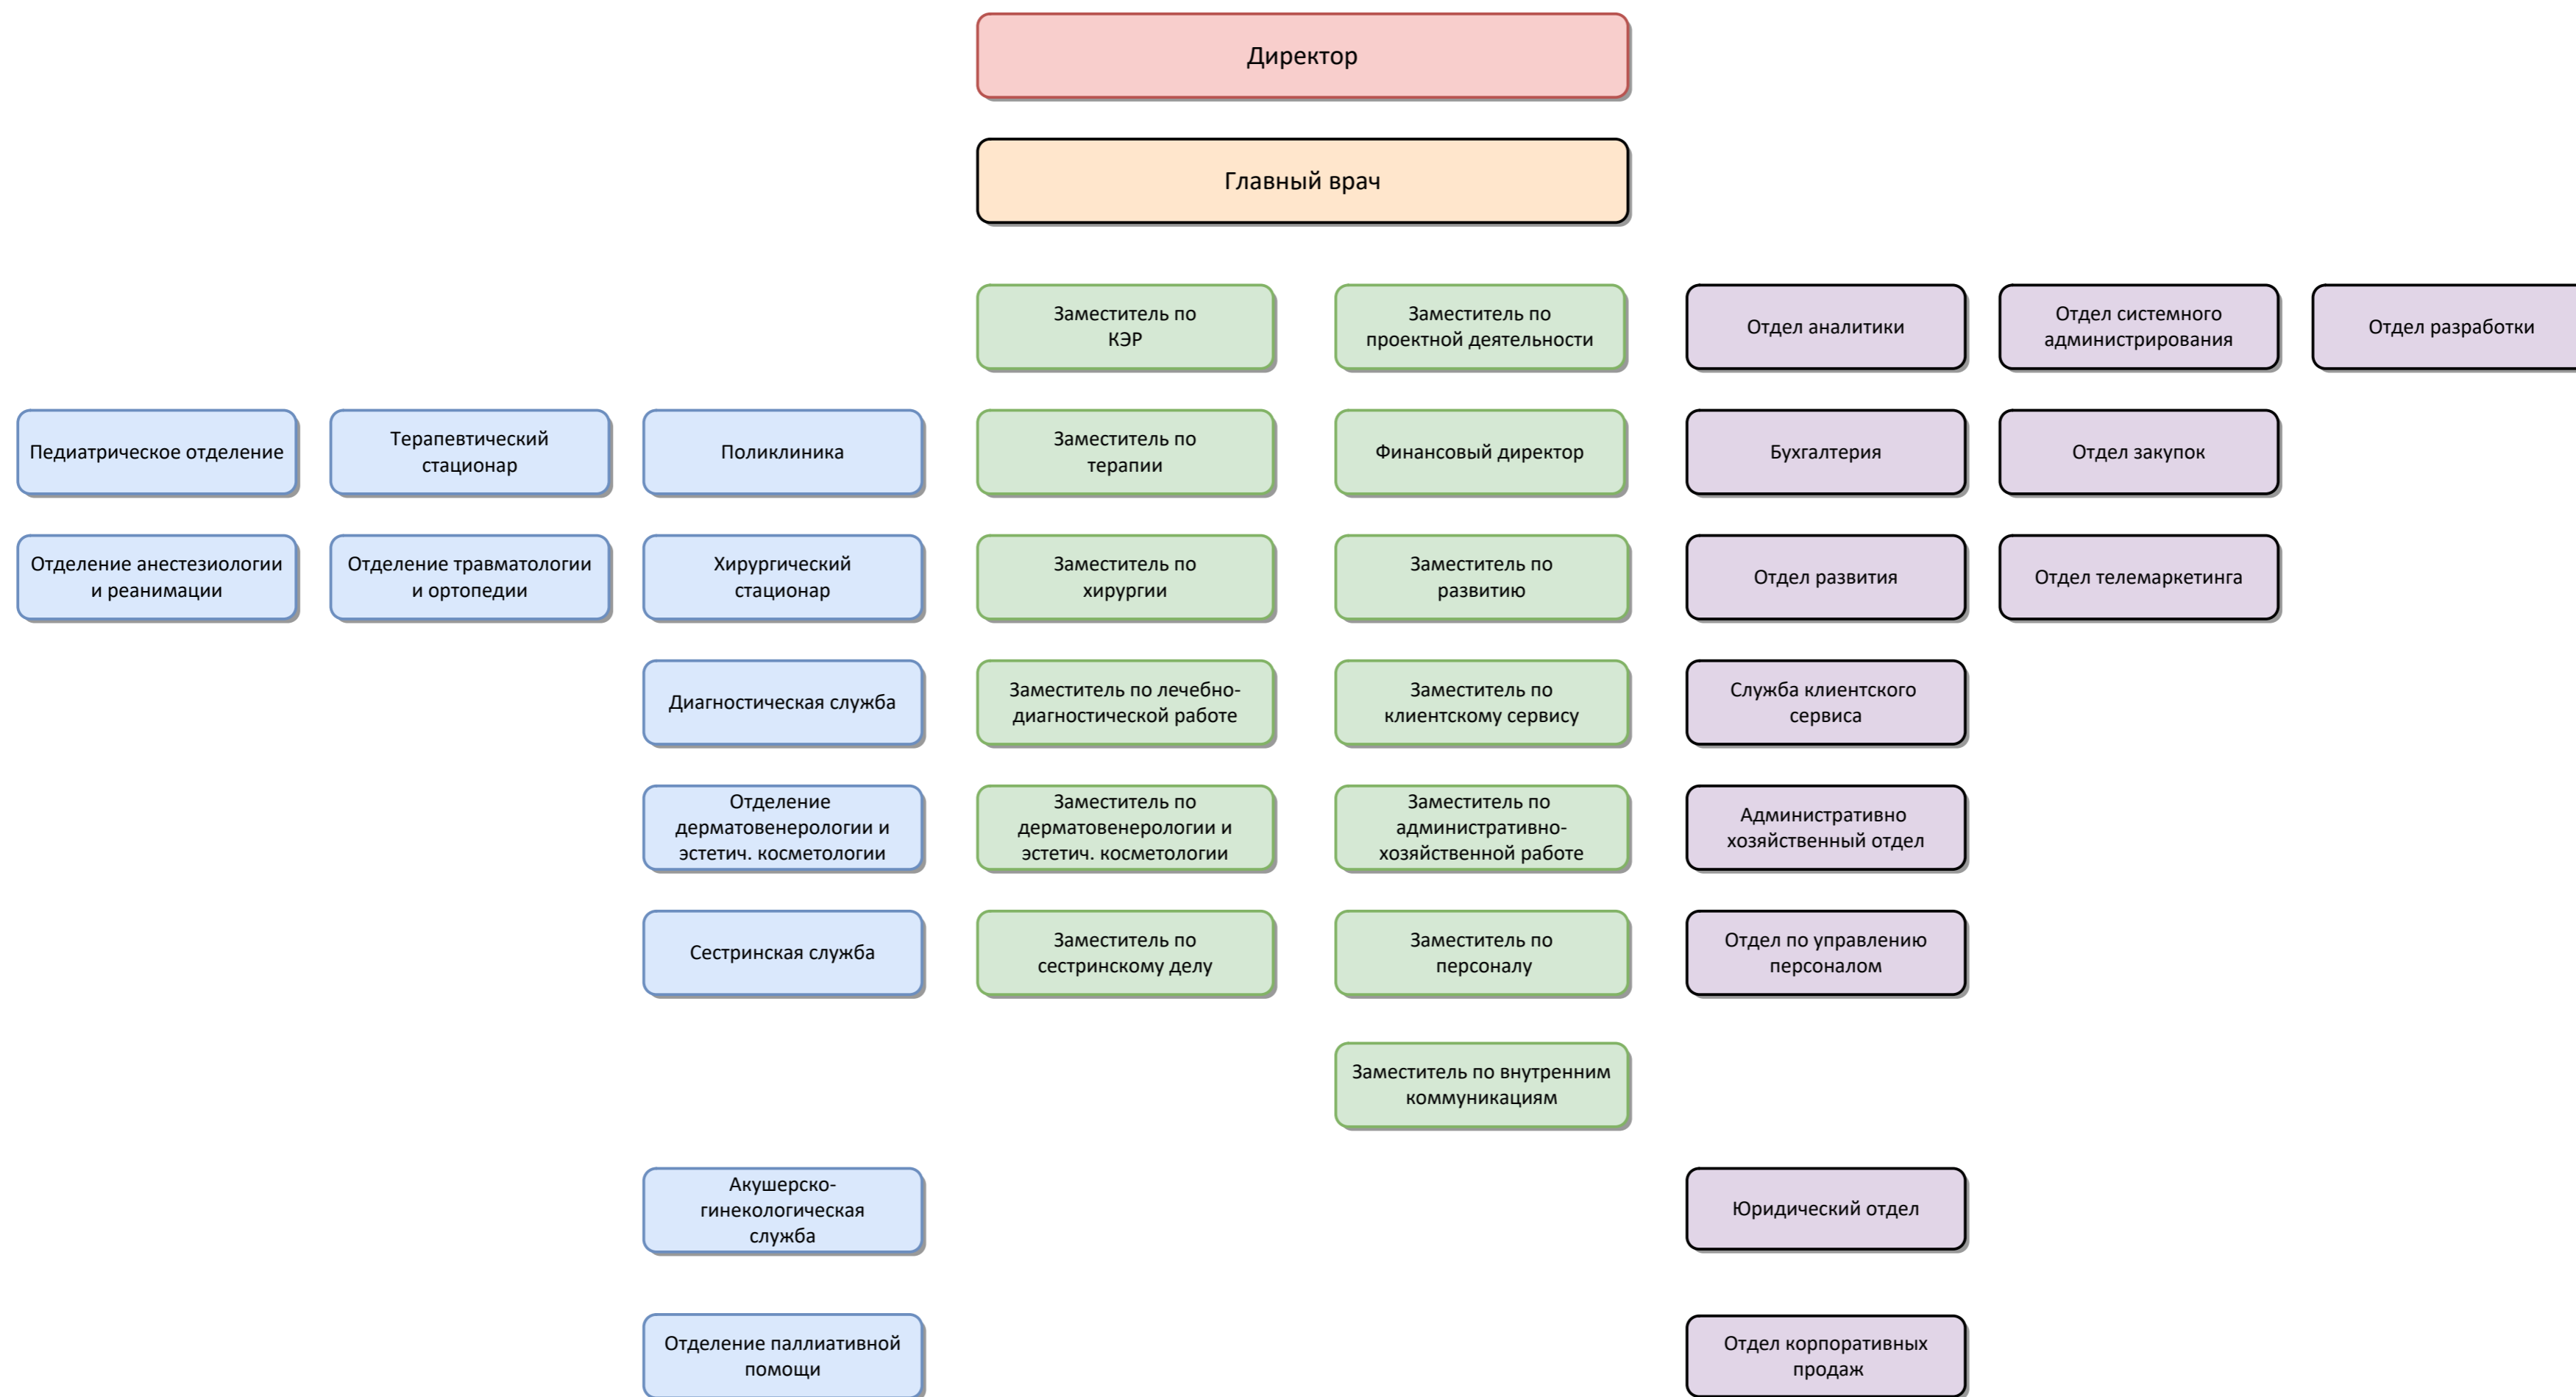 Директор
Главный врач
Заместитель по
КЭР
Заместитель по
проектной деятельности
Отдел аналитики
Отдел системного
администрирования
Отдел разработки
Педиатрическое отделение
Терапевтический
стационар
Поликлиника
Заместитель по
терапии
Финансовый директор
Бухгалтерия
Отдел закупок
Отделение анестезиологии
и реанимации
Отделение травматологии
и ортопедии
Хирургический
стационар
Заместитель по
хирургии
Заместитель по
развитию
Отдел развития
Отдел телемаркетинга
Диагностическая служба
Заместитель по лечебно-
диагностической работе
Заместитель по
клиентскому сервису
Служба клиентского
сервиса
Отделение
дерматовенерологии и
эстетич. косметологии
Заместитель по
дерматовенерологии и
эстетич. косметологии
Заместитель по
административно-
хозяйственной работе
Административно
хозяйственный отдел
Сестринская служба
Заместитель по
сестринскому делу
Заместитель по
персоналу
Отдел по управлению
персоналом
Заместитель по внутренним
коммуникациям
Акушерско-
гинекологическая
служба
Юридический отдел
Отделение паллиативной
помощи
Отдел корпоративных
продаж